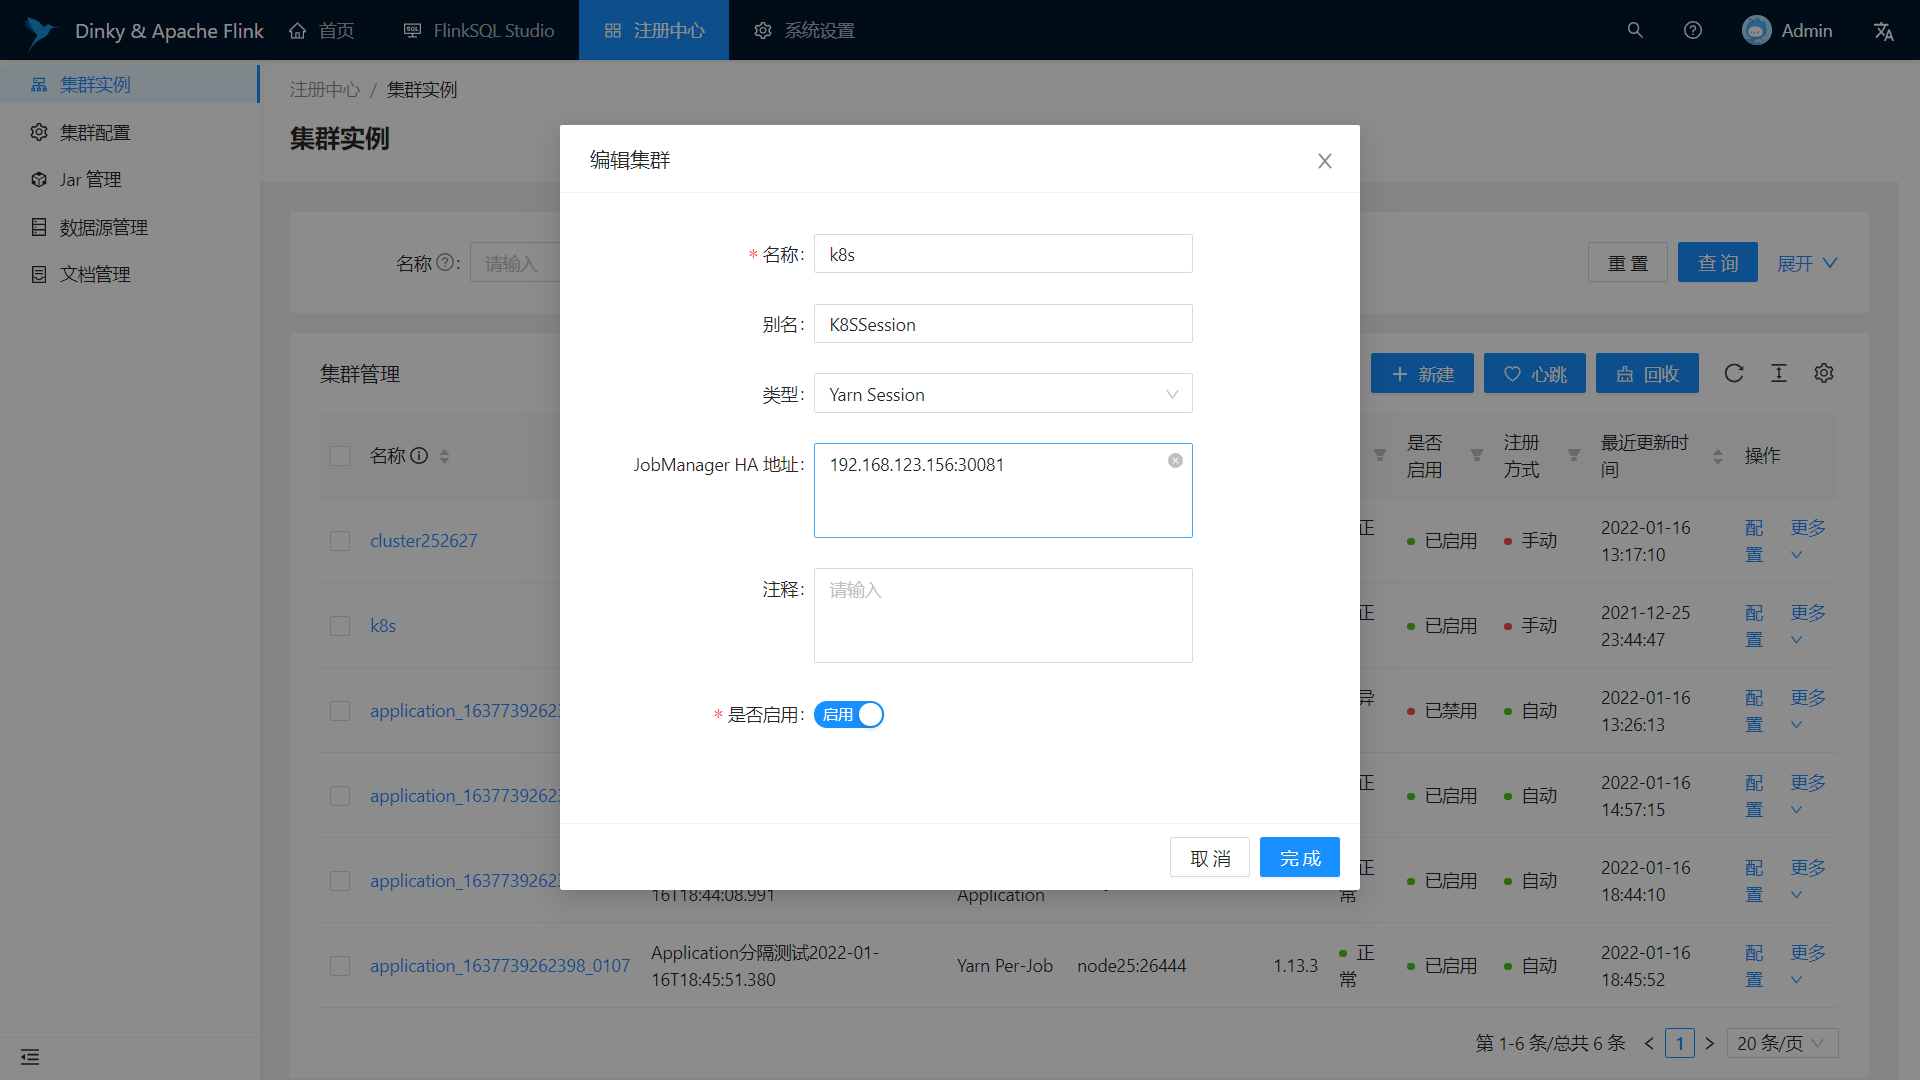 Dinky & Apache Flink
首页
FlinkSQL Studio
注册中心
系统设置
Admin
集群实例
集群配置
Jar 管理
数据源管理
文档管理
注册中心 / 集群实例
集群实例
名称 :
请输入
重 置
查 询
展开
集群管理
新建
心跳
回收
名称
是否
启用
注册
方式
最近更新时
间
操作
cluster252627
正
已启用
手动
2022-01-16
13:17:10
配
置
更多
k8s
正
已启用
手动
2021-12-25
23:44:47
配
置
更多
application_1637739262
异
已禁用
自动
2022-01-16
13:26:13
配
置
更多
application_1637739262
正
已启用
自动
2022-01-16
14:57:15
配
置
更多
application_1637739262
16T18:44:08.991
Application
正
常
已启用
自动
2022-01-16
18:44:10
配
置
更多
application_1637739262398_0107
Application分隔测试2022-01-
16T18:45:51.380
Yarn Per-Job
node25:26444
1.13.3
正
常
已启用
自动
2022-01-16
18:45:52
配
置
更多
第 1-6 条/总共 6 条
1
20 条/页
编辑集群
* 名称:
k8s
别名:
K8SSession
类型:
Yarn Session
JobManager HA 地址:
192.168.123.156:30081
注释:
请输入
* 是否启用:
启用
取 消
完 成